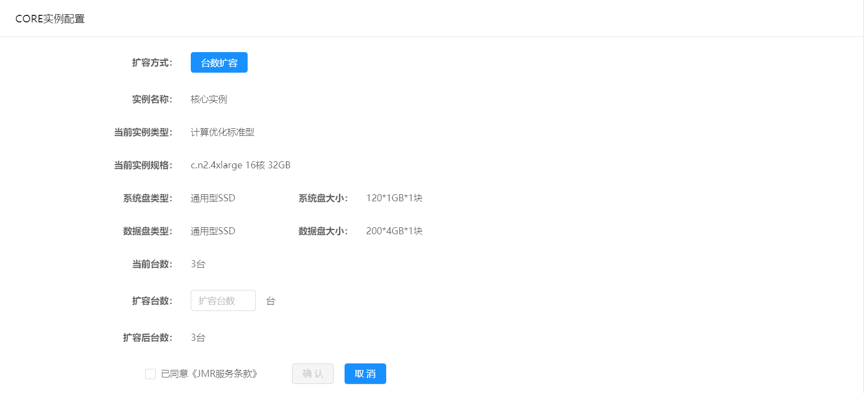 CORE实例配置
扩容方式： 台数扩容
实例名称： 核心实例
当前实例类型： 计算优化标准型
当前实例规格： c.n2.4xlarge 16核 32GB
系统盘类型： 通用型SSD 系统盘大小： 120*1GB*1块
数据盘类型： 通用型SSD 数据盘大小： 200*4GB*1块
当前台数： 3台
扩容台数： 扩容台数 台
扩容后台数： 3台
已同意《JMR服务条款》 确 认 取 消